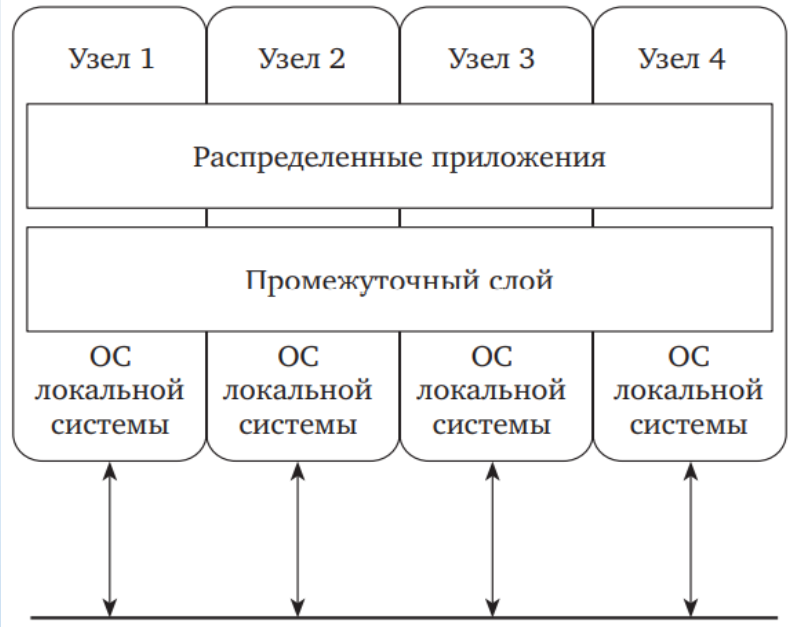 Узел 1 Узел 2 Узел 3 Узел 4
Распределенные приложения
Промежуточный слой
ОС ОС ОС ОС
локальной локальной локальной локальной
системы системы системы системы